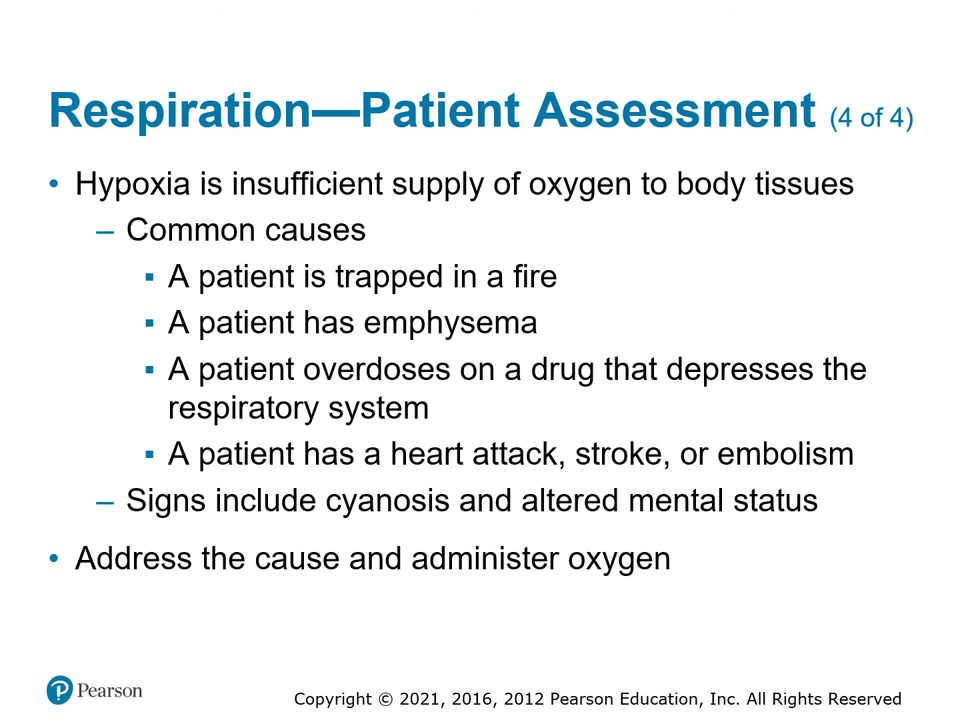 Respiration—Patient Assessment (4 of 4)
• Hypoxia is insufficient supply of oxygen to body tissues
– Common causes
▪ A patient is trapped in a fire
▪ A patient has emphysema
▪ A patient overdoses on a drug that depresses the
respiratory system
▪ A patient has a heart attack, stroke, or embolism
– Signs include cyanosis and altered mental status
• Address the cause and administer oxygen
Pearson
Copyright © 2021, 2016, 2012 Pearson Education, Inc. All Rights Reserved